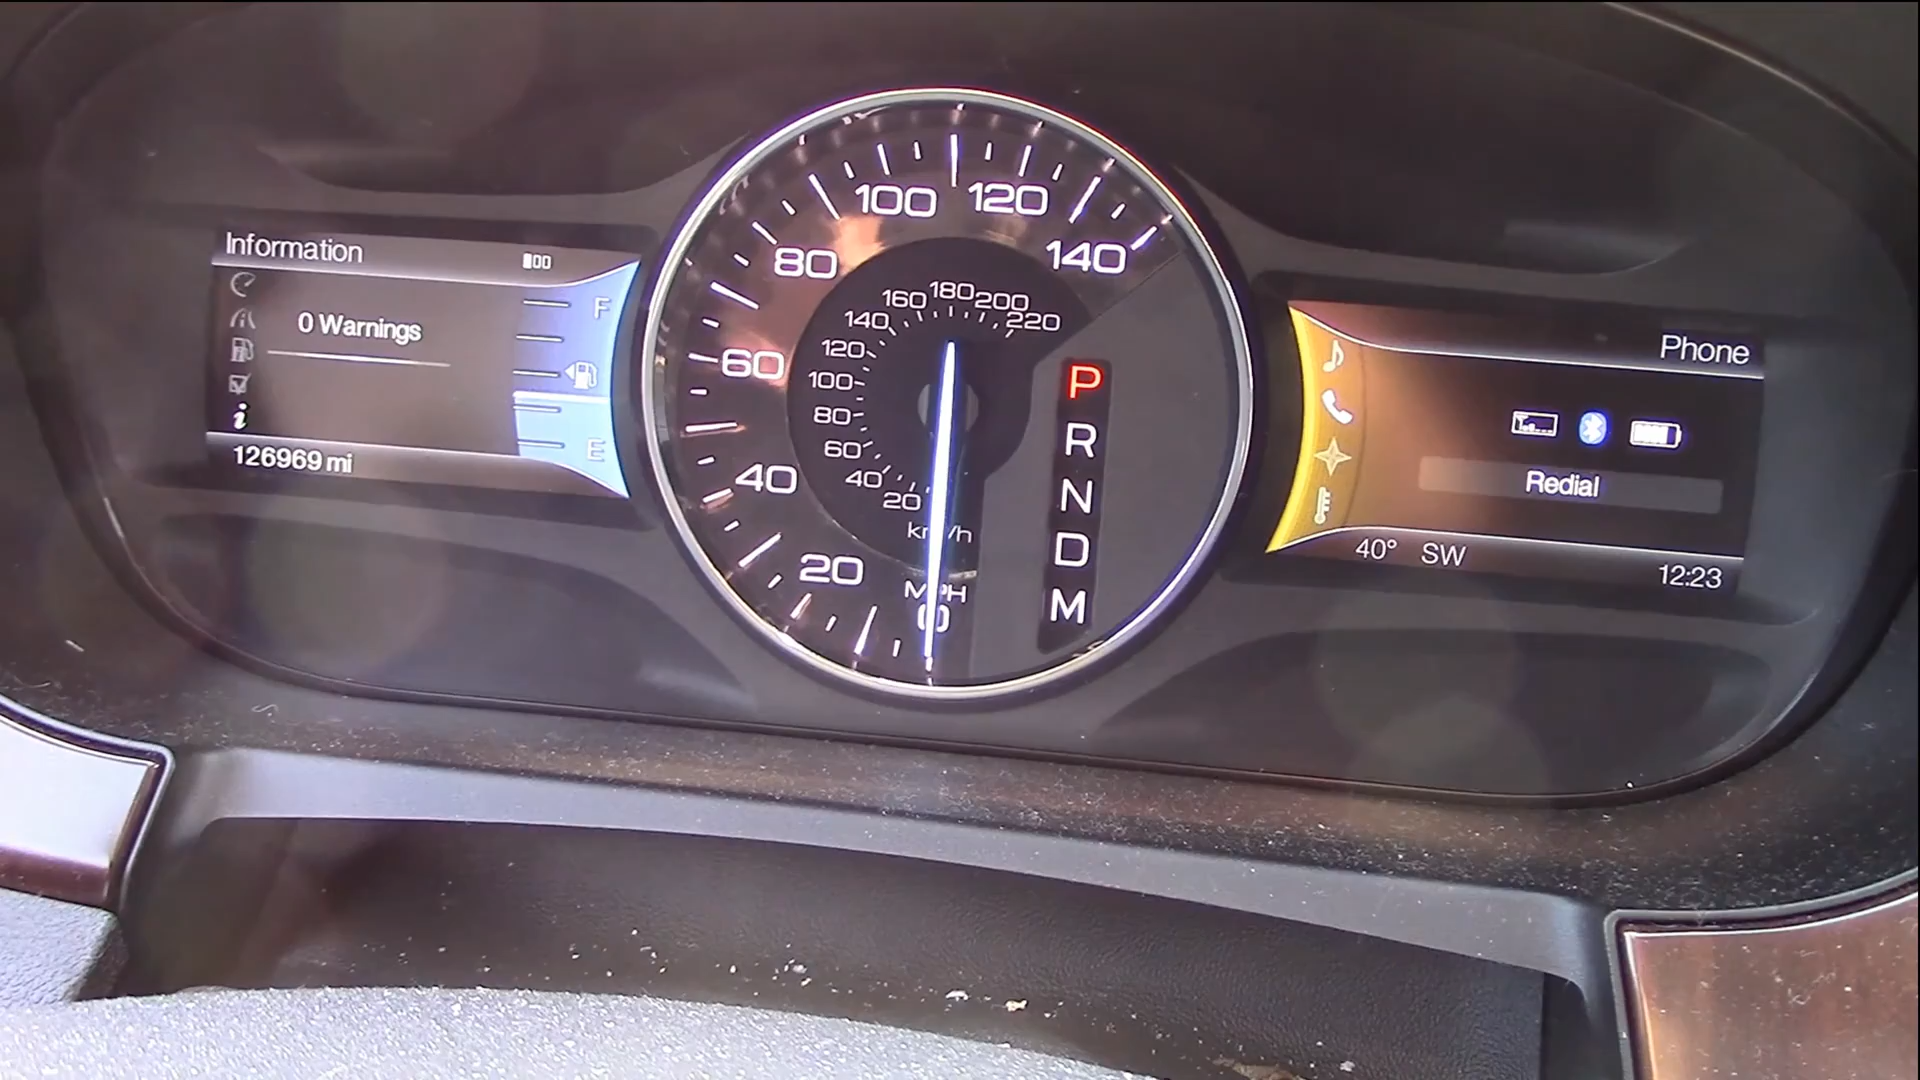 Information
0 Warnings
i
126969 mi
F
E
0
20
40
60
80
100
120
140
20
40
60
80
100
120
140
160
180
200
220
km/h
MPH
P
R
N
D
M
Phone
Redial
40° SW
12:23